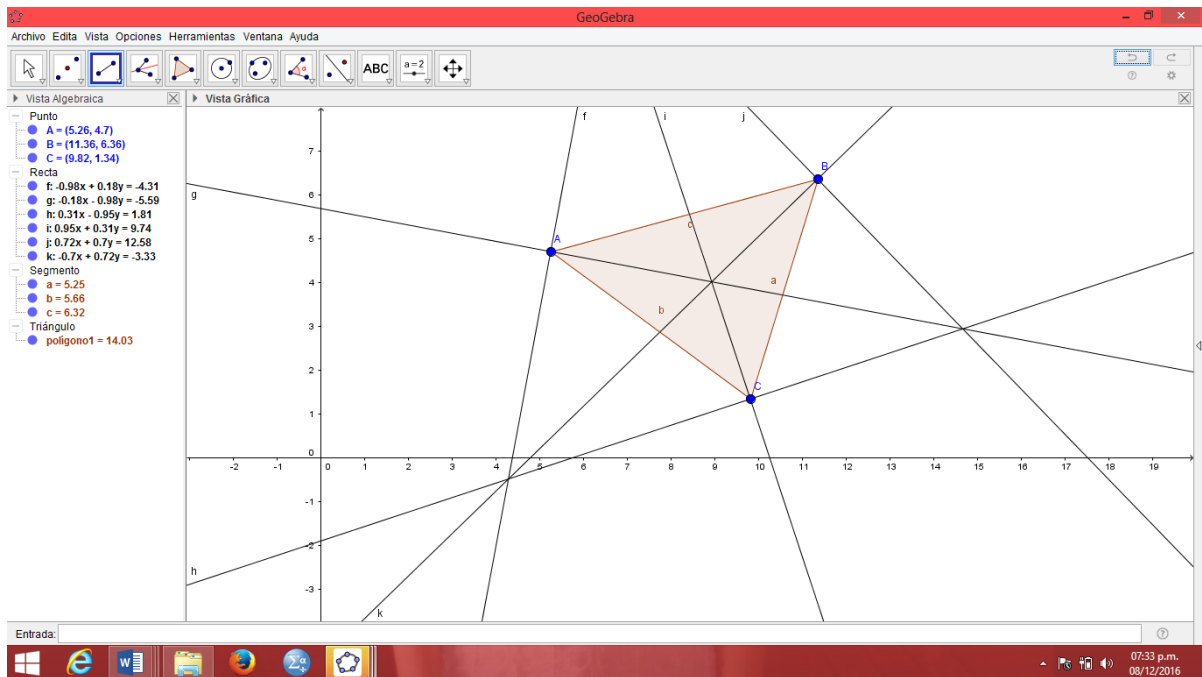 GeoGebra
Archivo Edita Vista Opciones Herramientas Ventana Ayuda
ABC
a=2
Vista Algebraica
Vista Gráfica
Punto
A = (5.26, 4.7)
B = (11.36, 6.36)
C = (9.82, 1.34)
Recta
f: -0.98x + 0.18y = -4.31
g: -0.18x - 0.98y = -5.59
h: 0.31x - 0.95y = 1.81
i: 0.95x + 0.31y = 9.74
j: 0.72x + 0.7y = 12.58
k: -0.7x + 0.72y = -3.33
Segmento
a = 5.25
b = 5.66
c = 6.32
Triángulo
polígono1 = 14.03
f i j
7
B
g 6
c
5 A
4 a
b
3
2
C
1
0
-2 -1 0 1 2 3 4 5 6 7 8 9 10 11 12 13 14 15 16 17 18 19
-1
-2
h
-3
k
Entrada:
07:33 p.m.
08/12/2016